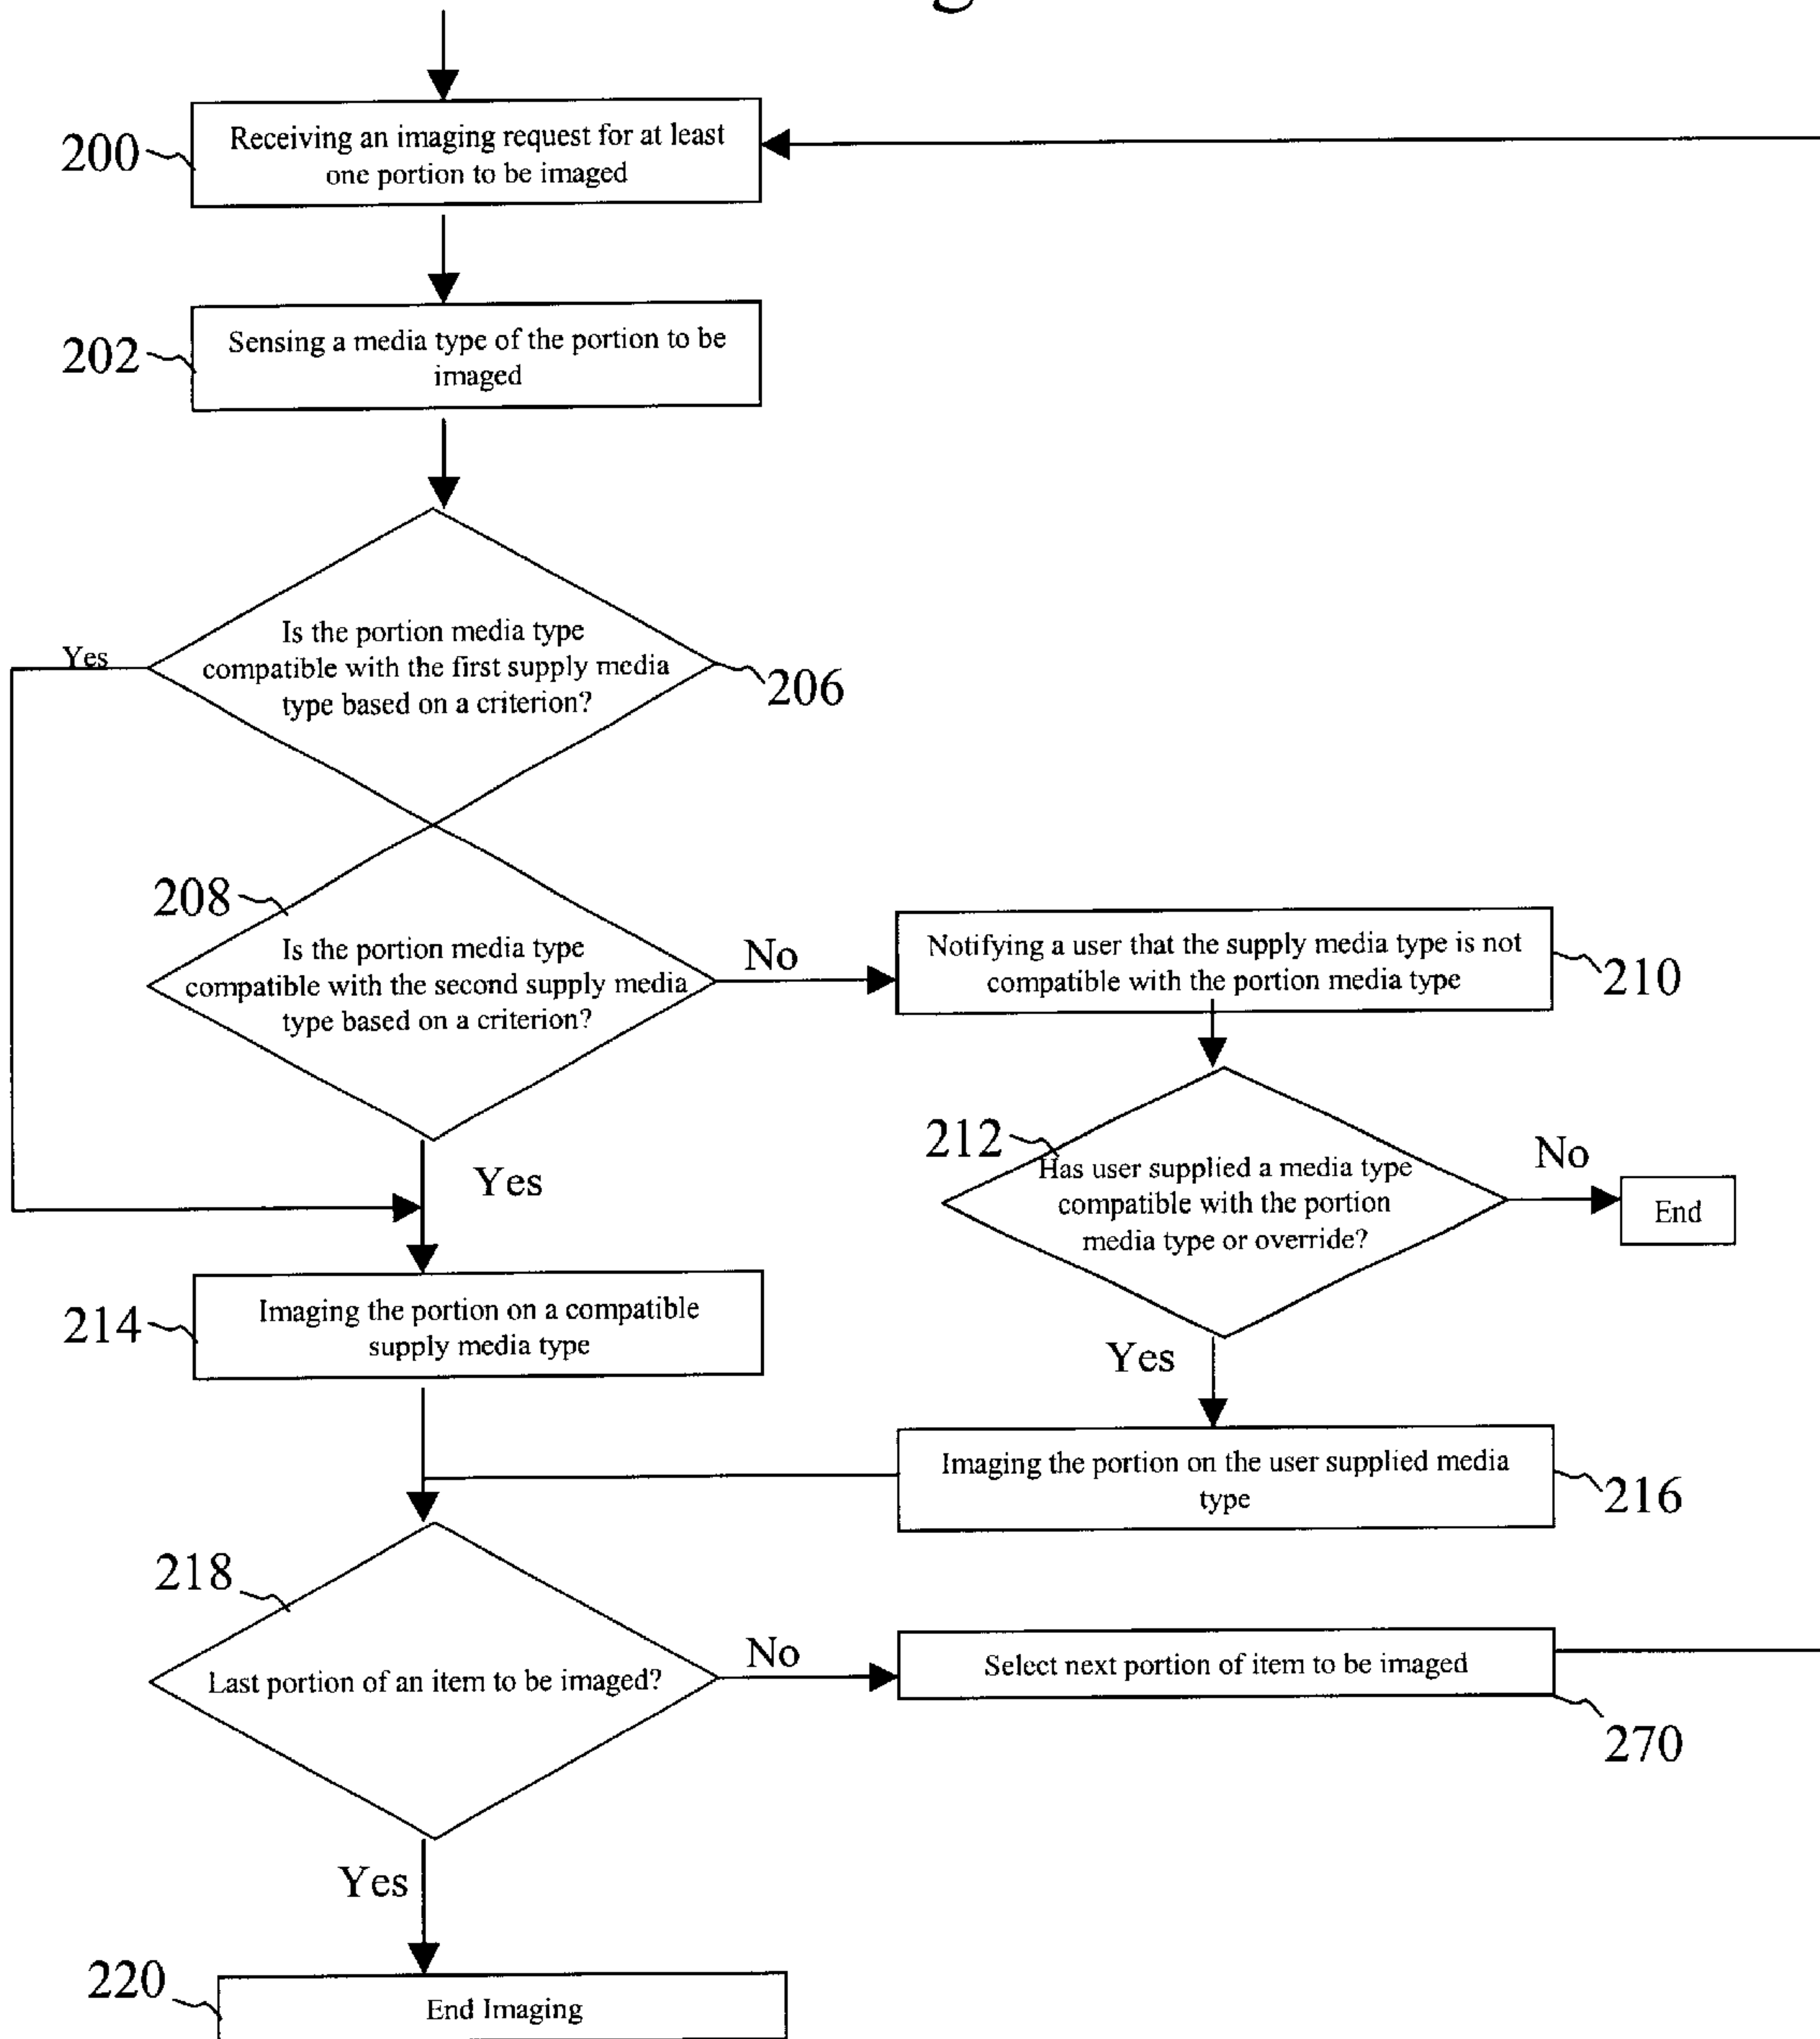 200
Receiving an imaging request for at least
one portion to be imaged
202
Sensing a media type of the portion to be
imaged
Yes
Is the portion media type
compatible with the first supply media
type based on a criterion?
206
208
Is the portion media type
compatible with the second supply media
type based on a criterion?
No
Notifying a user that the supply media type is not
compatible with the portion media type
210
212
Has user supplied a media type
compatible with the portion
media type or override?
No
End
Yes
214
Imaging the portion on a compatible
supply media type
Yes
Imaging the portion on the user supplied media
type
216
218
Last portion of an item to be imaged?
No
Select next portion of item to be imaged
270
Yes
220
End Imaging